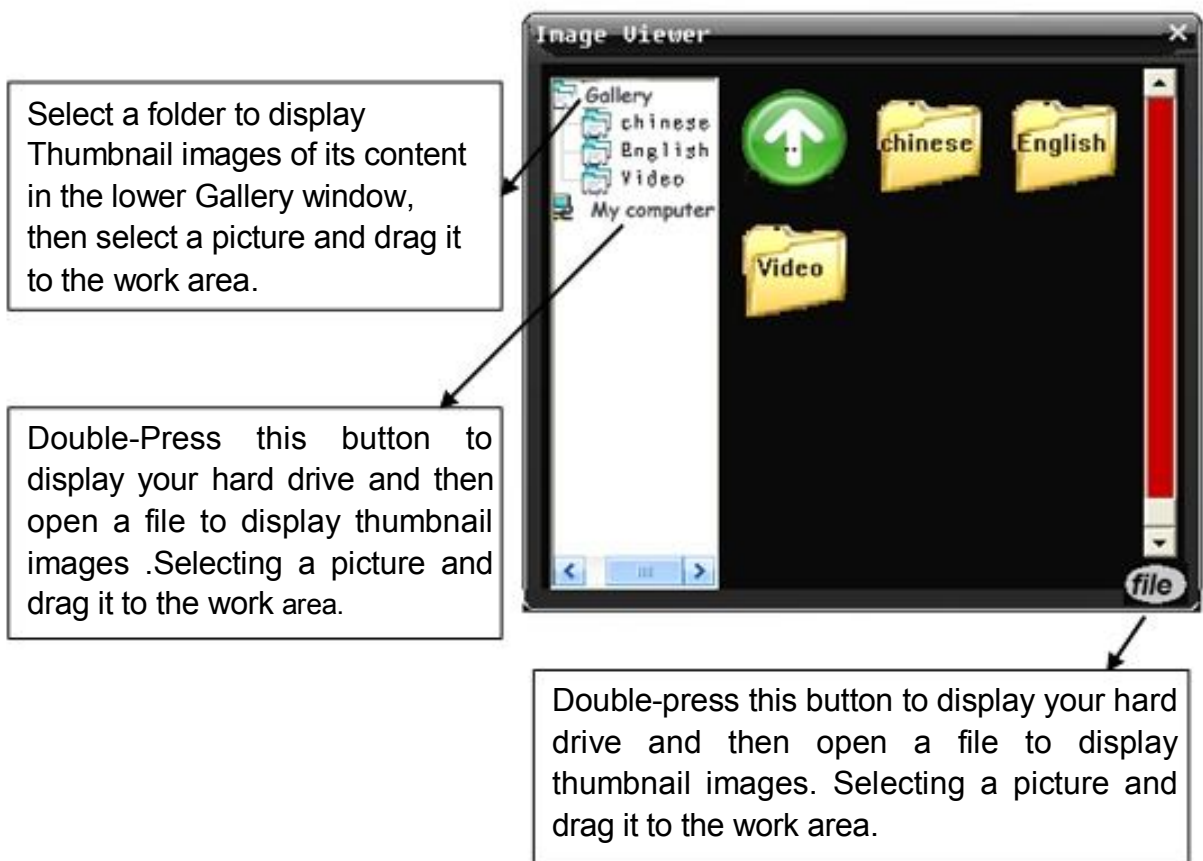 Image Viewer
Select a folder to display
Thumbnail images of its content
in the lower Gallery window,
then select a picture and drag it
to the work area.
Gallery
chinese
English
Video
My computer
..
chinese
English
Video
Double-Press this button to
display your hard drive and then
open a file to display thumbnail
images .Selecting a picture and
drag it to the work area.
file
Double-press this button to display your hard
drive and then open a file to display
thumbnail images. Selecting a picture and
drag it to the work area.